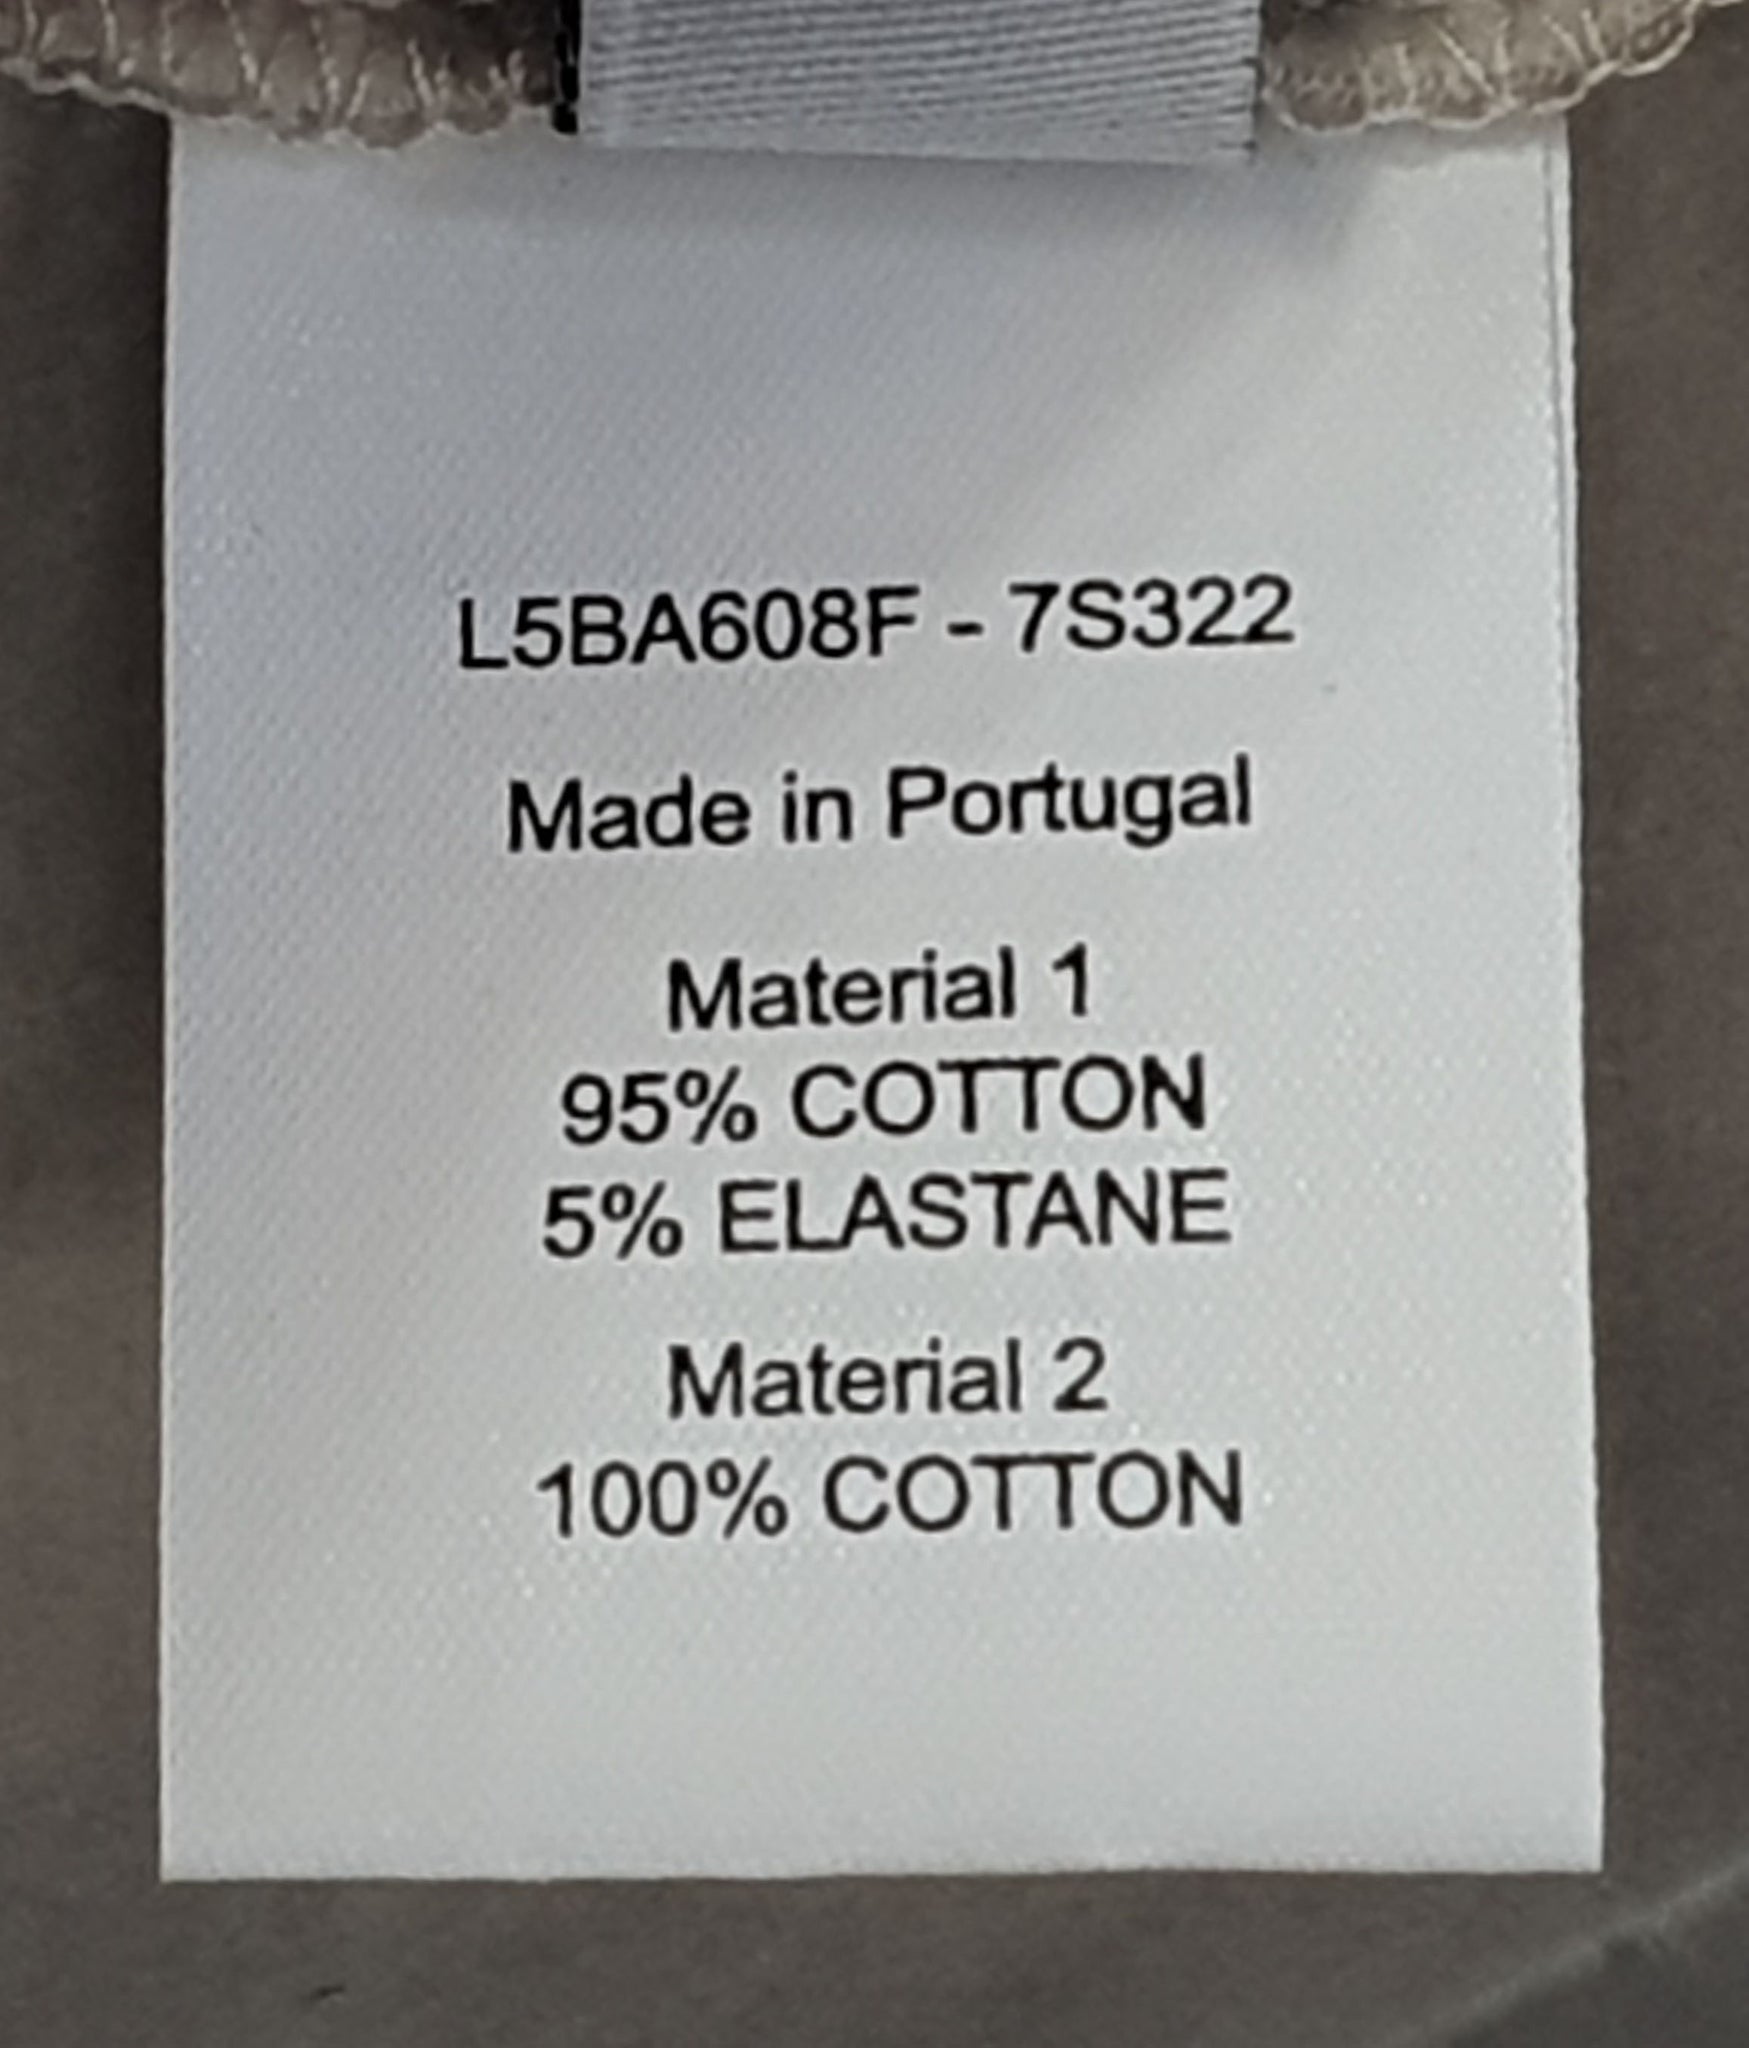 L5BA608F - 7S322
Made in Portugal
Material 1
95% COTTON
5% ELASTANE
Material 2
100% COTTON